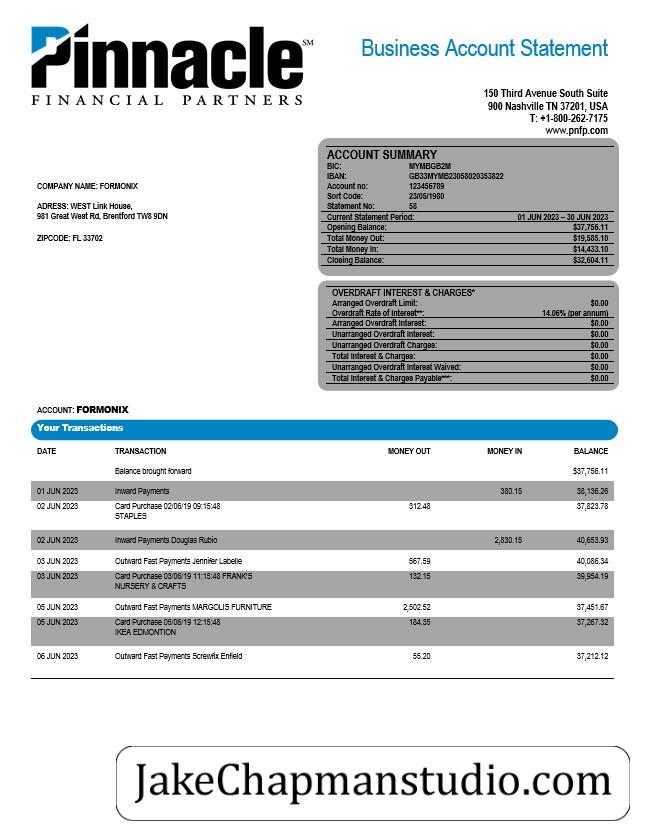 Pinnacle SM
FINANCIAL PARTNERS
Business Account Statement
150 Third Avenue South Suite
900 Nashville TN 37201, USA
T: +1-800-262-7175
www.pnfp.com
COMPANY NAME: FORMONIX
ADRESS: WEST Link House,
981 Great West Rd, Brentford TW8 9DN
ZIPCODE: FL 33702
ACCOUNT SUMMARY
BIC: MYMBGB2M
IBAN: GB33MYMB23058020353822
Account no: 123456789
Sort Code: 23/05/1980
Statement No: 58
Current Statement Period: 01 JUN 2023 – 30 JUN 2023
Opening Balance: $37,756.11
Total Money Out: $19,585.10
Total Money In: $14,433.10
Closing Balance: $32,604.11
OVERDRAFT INTEREST & CHARGES*
Arranged Overdraft Limit: $0.00
Overdraft Rate of Interest**: 14.06% (per annum)
Arranged Overdraft Interest: $0.00
Unarranged Overdraft Interest: $0.00
Unarranged Overdraft Charges: $0.00
Total Interest & Charges: $0.00
Unarranged Overdraft Interest Waived: $0.00
Total Interest & Charges Payable***: $0.00
ACCOUNT: FORMONIX
Your Transactions
DATE TRANSACTION MONEY OUT MONEY IN BALANCE
Balance brought forward $37,756.11
01 JUN 2023 Inward Payments 380.15 38,136.26
02 JUN 2023 Card Purchase 02/06/19 09:15:48 312.48 37,823.78
STAPLES
02 JUN 2023 Inward Payments Douglas Rubio 2,830.15 40,653.93
03 JUN 2023 Outward Fast Payments Jennifer Labelle 567.59 40,086.34
03 JUN 2023 Card Purchase 03/06/19 11:15:48 FRANK'S 132.15 39,954.19
NURSERY & CRAFTS
05 JUN 2023 Outward Fast Payments MARGOLIS FURNITURE 2,502.52 37,451.67
05 JUN 2023 Card Purchase 05/06/19 12:15:48 184.35 37,267.32
IKEA EDMONTION
06 JUN 2023 Outward Fast Payments Screwfix Enfield 55.20 37,212.12
JakeChapmanstudio.com